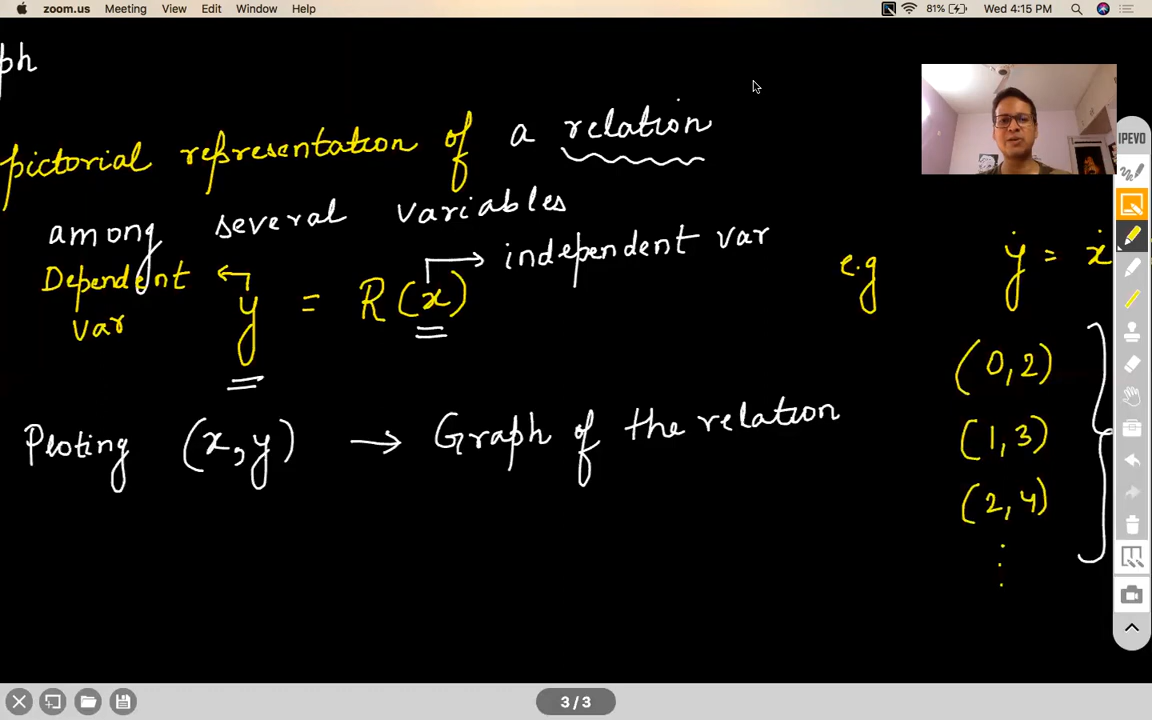 zoom.us Meeting View Edit Window Help
81% Wed 4:15 PM
ph
pictorial representation of a relation
among several variables
independent var
Dependent
var
y = R(x)
Ploting (x,y) → Graph of the relation
e.g y = x
(0,2)
(1,3)
(2,4)
⋮
IPEVO
3/3